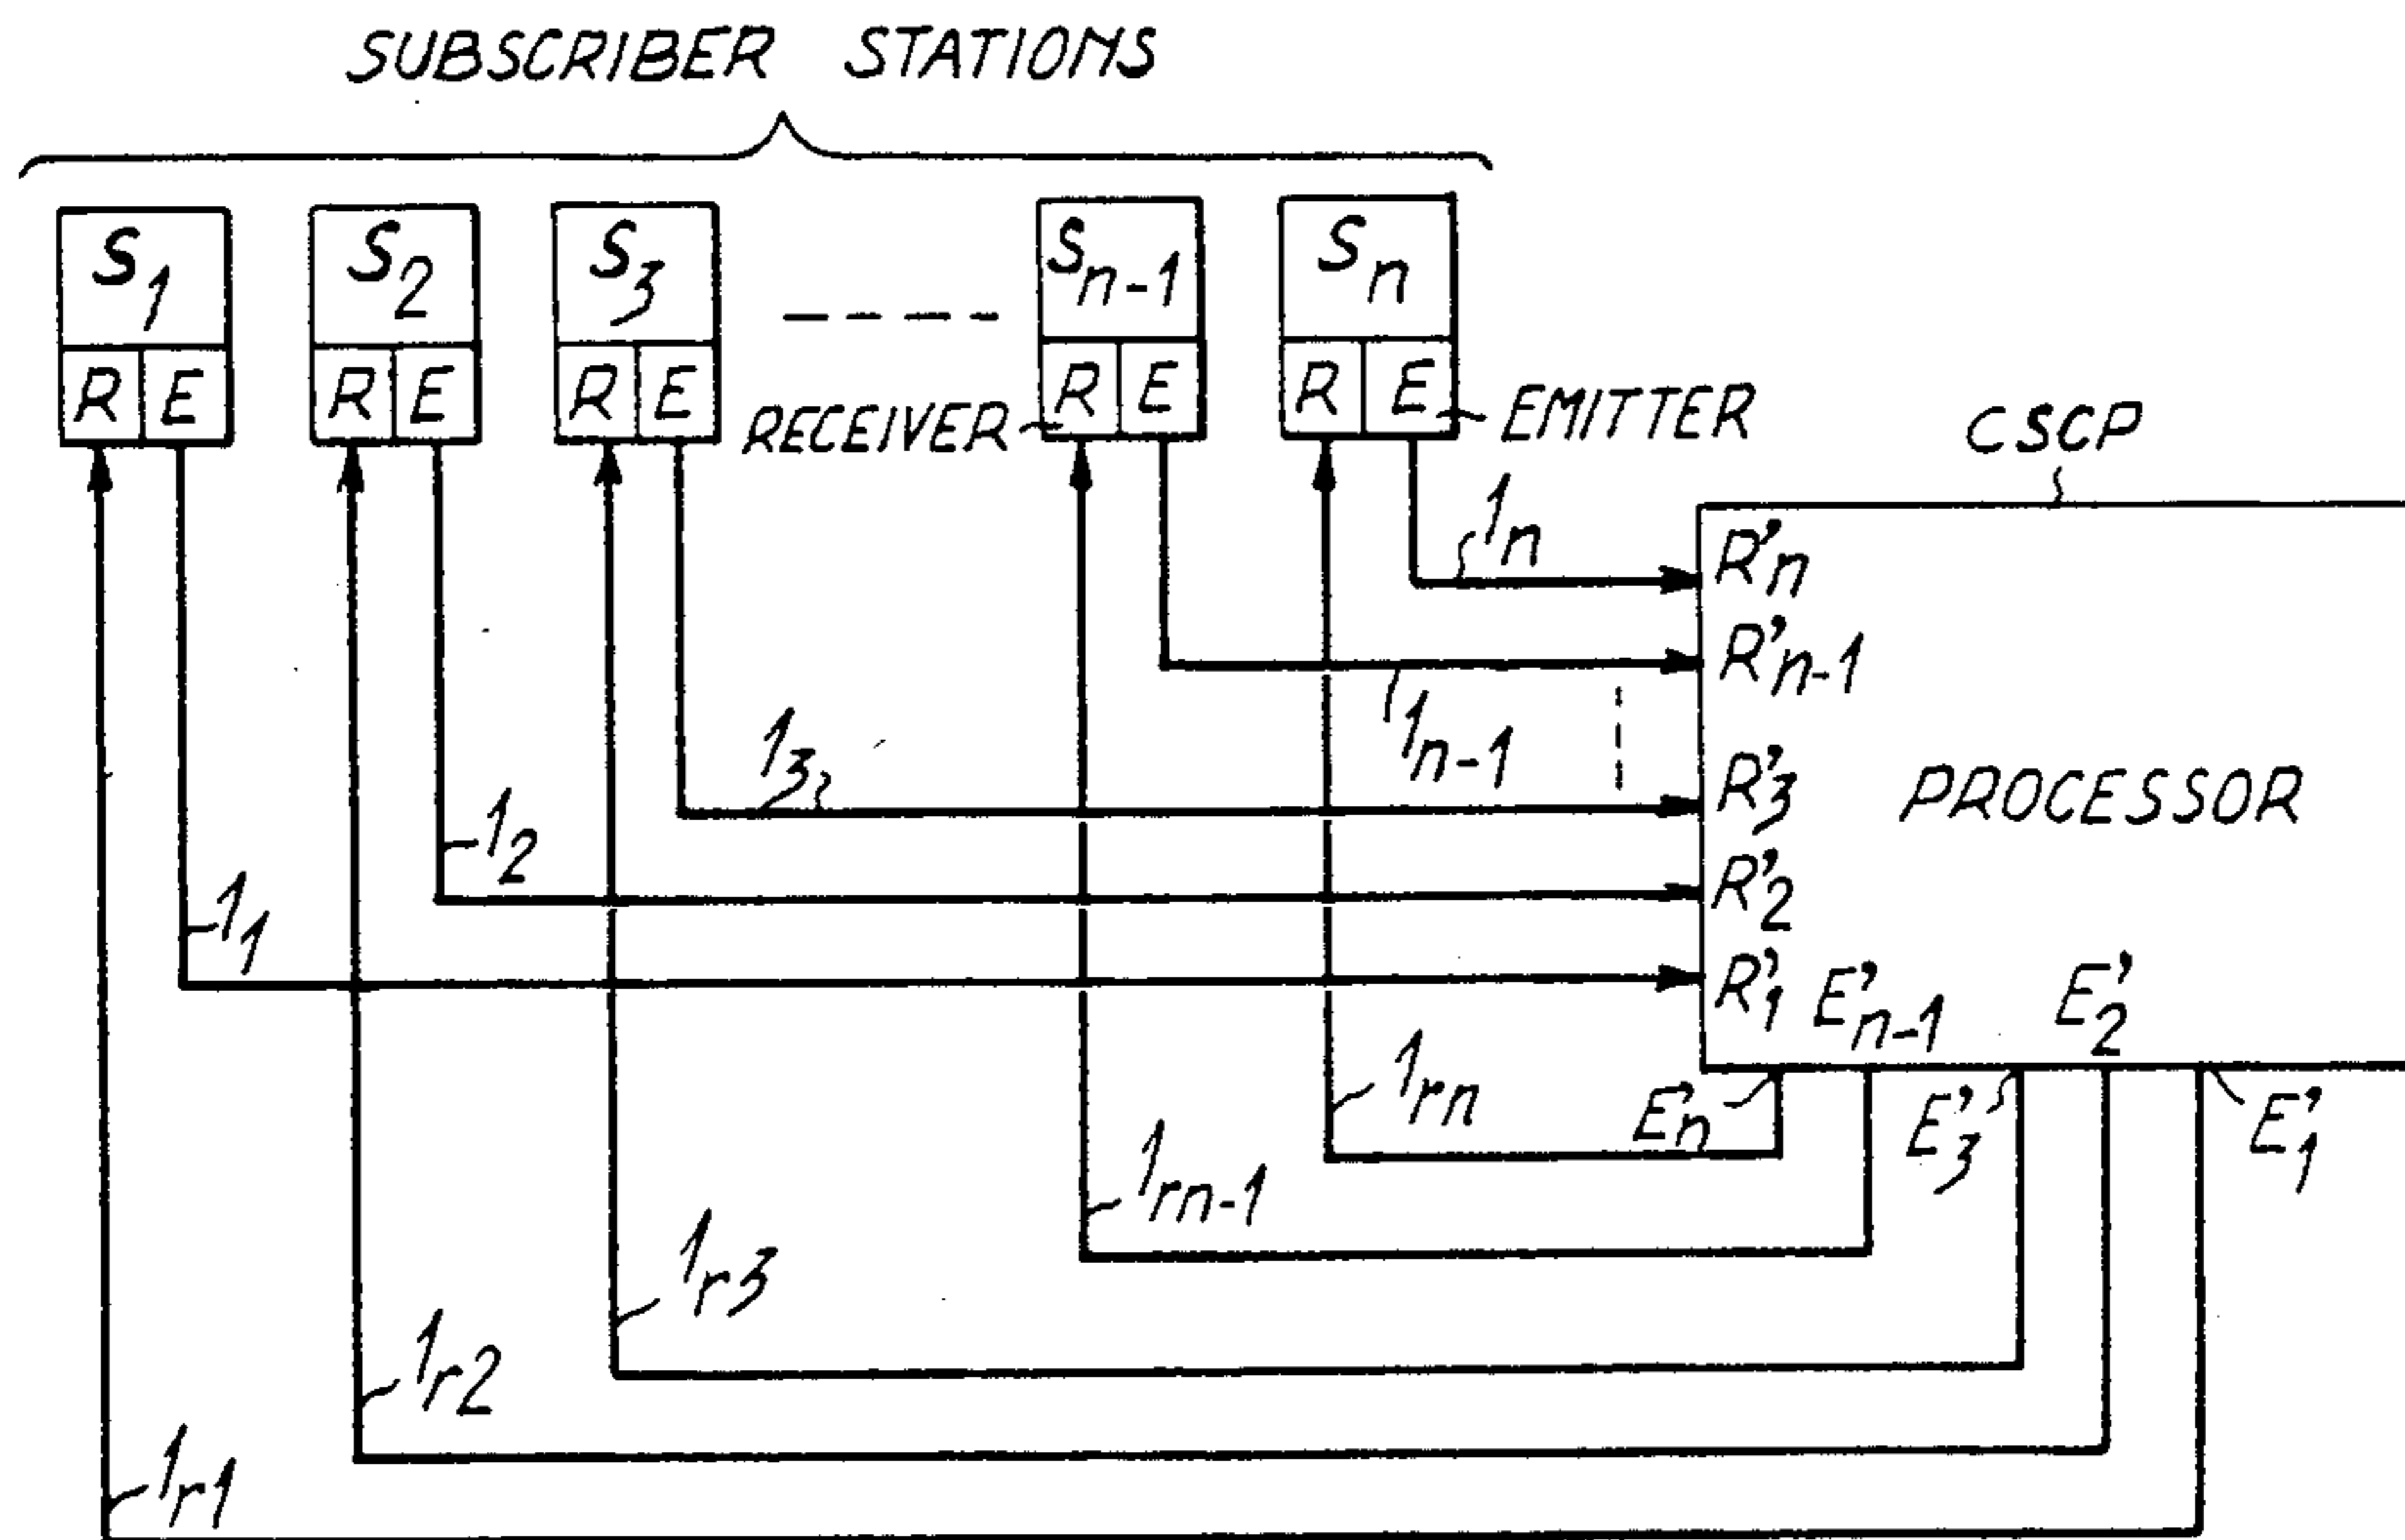 SUBSCRIBER STATIONS
S1 S2 S3 Sn-1 Sn
R E R E R E R E R E
RECEIVER EMITTER
CSCP
1n
R'n
R'n-1
1n-1
13
R'3
PROCESSOR
12
R'2
11
R'1
E'n-1 E'2
1rn E'n E'3 E'1
1rn-1
1r3
1r2
1r1